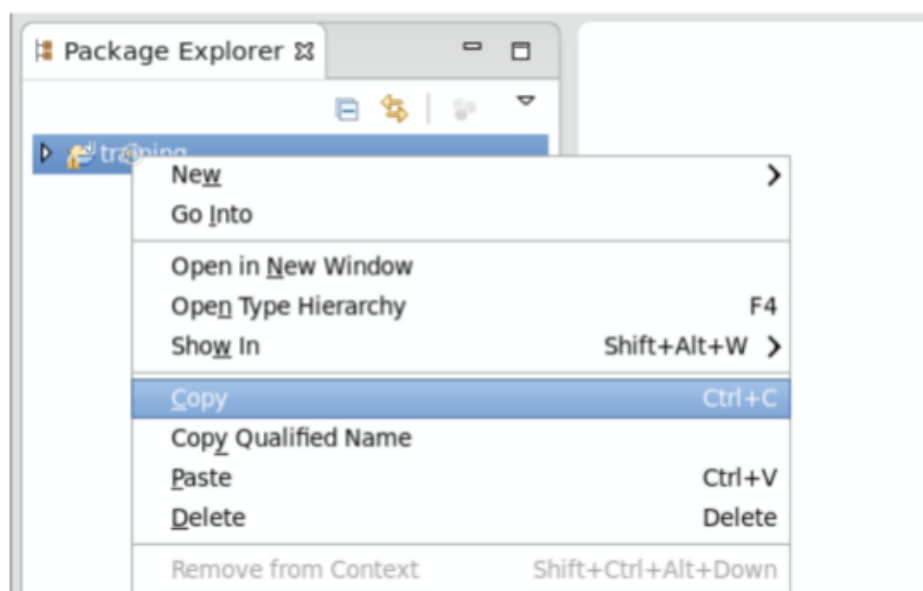 Package Explorer
training
New
Go Into
Open in New Window
Open Type Hierarchy F4
Show In Shift+Alt+W
Copy Ctrl+C
Copy Qualified Name
Paste Ctrl+V
Delete Delete
Remove from Context Shift+Ctrl+Alt+Down